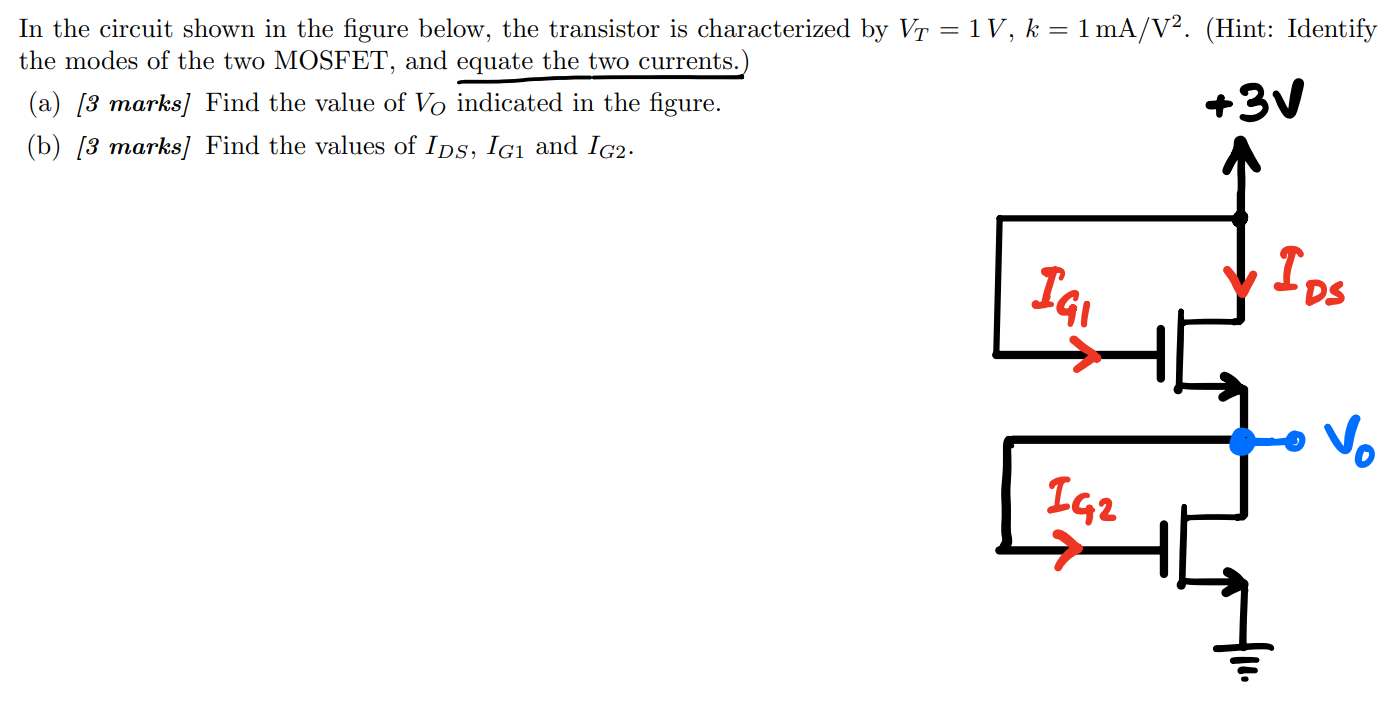 In the circuit shown in the figure below, the transistor is characterized by V_T = 1 V, k = 1 mA/V². (Hint: Identify
the modes of the two MOSFET, and equate the two currents.)
(a) [3 marks] Find the value of V_O indicated in the figure.
(b) [3 marks] Find the values of I_DS, I_G1 and I_G2.
+3V
I_DS
I_G1
V_o
I_G2